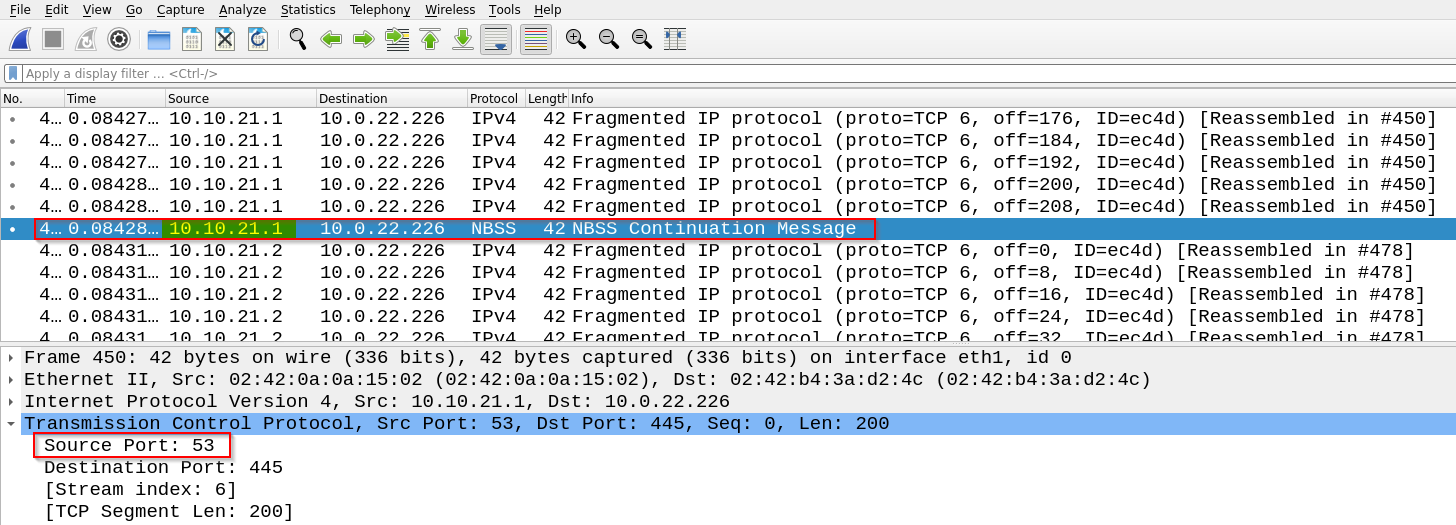 File Edit View Go Capture Analyze Statistics Telephony Wireless Tools Help
Apply a display filter ... <Ctrl-/>
No. Time Source Destination Protocol Length Info
4... 0.08427... 10.10.21.1 10.0.22.226 IPv4 42 Fragmented IP protocol (proto=TCP 6, off=176, ID=ec4d) [Reassembled in #450]
4... 0.08427... 10.10.21.1 10.0.22.226 IPv4 42 Fragmented IP protocol (proto=TCP 6, off=184, ID=ec4d) [Reassembled in #450]
4... 0.08427... 10.10.21.1 10.0.22.226 IPv4 42 Fragmented IP protocol (proto=TCP 6, off=192, ID=ec4d) [Reassembled in #450]
4... 0.08428... 10.10.21.1 10.0.22.226 IPv4 42 Fragmented IP protocol (proto=TCP 6, off=200, ID=ec4d) [Reassembled in #450]
4... 0.08428... 10.10.21.1 10.0.22.226 IPv4 42 Fragmented IP protocol (proto=TCP 6, off=208, ID=ec4d) [Reassembled in #450]
4... 0.08428... 10.10.21.1 10.0.22.226 NBSS 42 NBSS Continuation Message
4... 0.08431... 10.10.21.2 10.0.22.226 IPv4 42 Fragmented IP protocol (proto=TCP 6, off=0, ID=ec4d) [Reassembled in #478]
4... 0.08431... 10.10.21.2 10.0.22.226 IPv4 42 Fragmented IP protocol (proto=TCP 6, off=8, ID=ec4d) [Reassembled in #478]
4... 0.08431... 10.10.21.2 10.0.22.226 IPv4 42 Fragmented IP protocol (proto=TCP 6, off=16, ID=ec4d) [Reassembled in #478]
4... 0.08431... 10.10.21.2 10.0.22.226 IPv4 42 Fragmented IP protocol (proto=TCP 6, off=24, ID=ec4d) [Reassembled in #478]
4... 0.08431... 10.10.21.2 10.0.22.226 IPv4 42 Fragmented IP protocol (proto=TCP 6, off=32, ID=ec4d) [Reassembled in #478]
Frame 450: 42 bytes on wire (336 bits), 42 bytes captured (336 bits) on interface eth1, id 0
Ethernet II, Src: 02:42:0a:0a:15:02 (02:42:0a:0a:15:02), Dst: 02:42:b4:3a:d2:4c (02:42:b4:3a:d2:4c)
Internet Protocol Version 4, Src: 10.10.21.1, Dst: 10.0.22.226
Transmission Control Protocol, Src Port: 53, Dst Port: 445, Seq: 0, Len: 200
Source Port: 53
Destination Port: 445
[Stream index: 6]
[TCP Segment Len: 200]